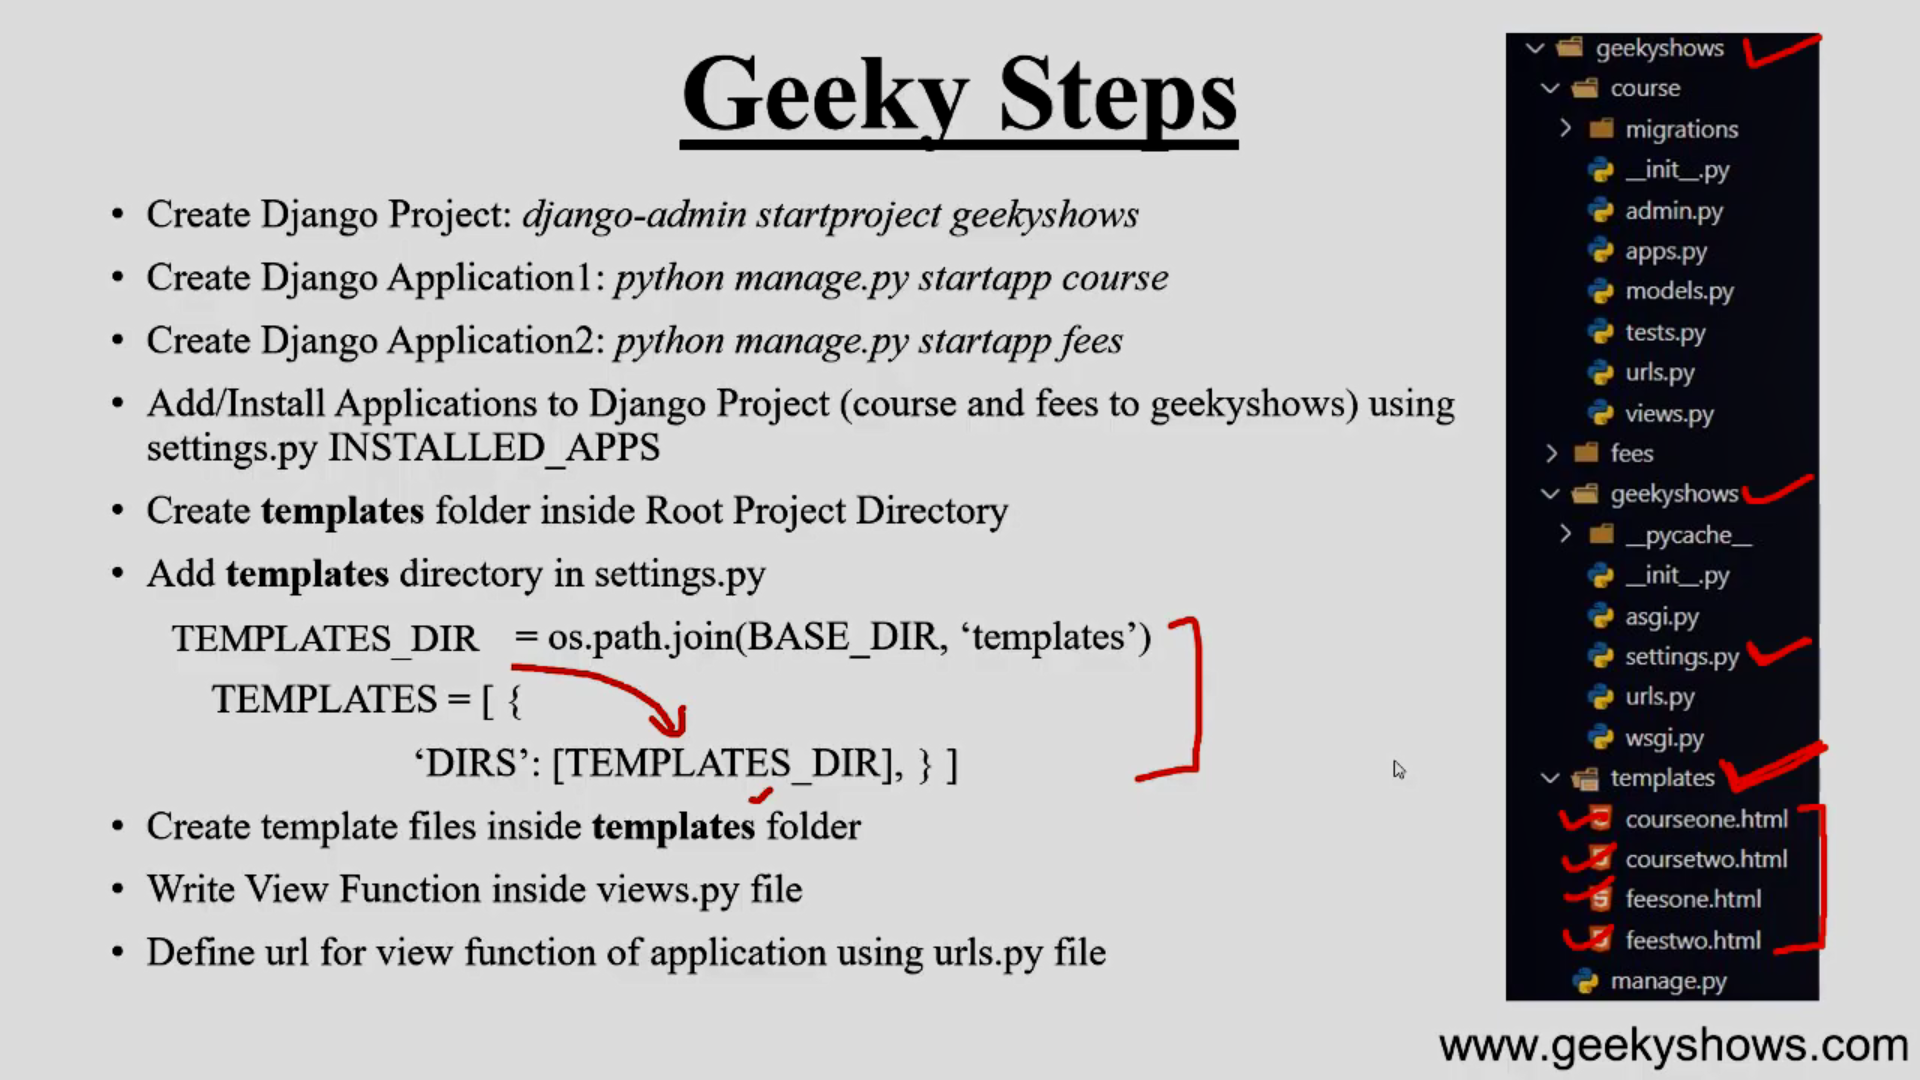 Geeky Steps
• Create Django Project: django-admin startproject geekyshows
• Create Django Application1: python manage.py startapp course
• Create Django Application2: python manage.py startapp fees
• Add/Install Applications to Django Project (course and fees to geekyshows) using
settings.py INSTALLED_APPS
• Create templates folder inside Root Project Directory
• Add templates directory in settings.py
TEMPLATES_DIR = os.path.join(BASE_DIR, ‘templates’)
TEMPLATES = [ {
‘DIRS’: [TEMPLATES_DIR], } ]
• Create template files inside templates folder
• Write View Function inside views.py file
• Define url for view function of application using urls.py file
geekyshows
course
migrations
__init__.py
admin.py
apps.py
models.py
tests.py
urls.py
views.py
fees
geekyshows
__pycache__
__init__.py
asgi.py
settings.py
urls.py
wsgi.py
templates
courseone.html
coursetwo.html
feesone.html
feestwo.html
manage.py
www.geekyshows.com